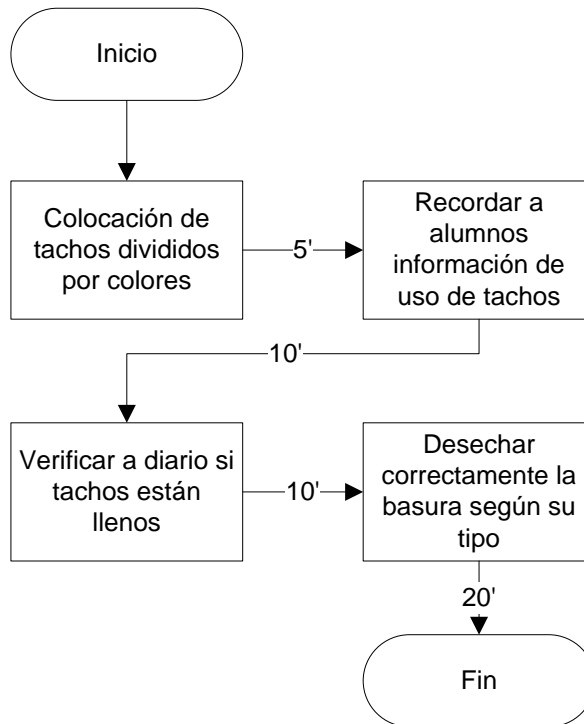 Inicio
Colocación de
tachos divididos
por colores
5'
Recordar a
alumnos
información de
uso de tachos
10'
Verificar a diario si
tachos están
llenos
10'
Desechar
correctamente la
basura según su
tipo
20'
Fin